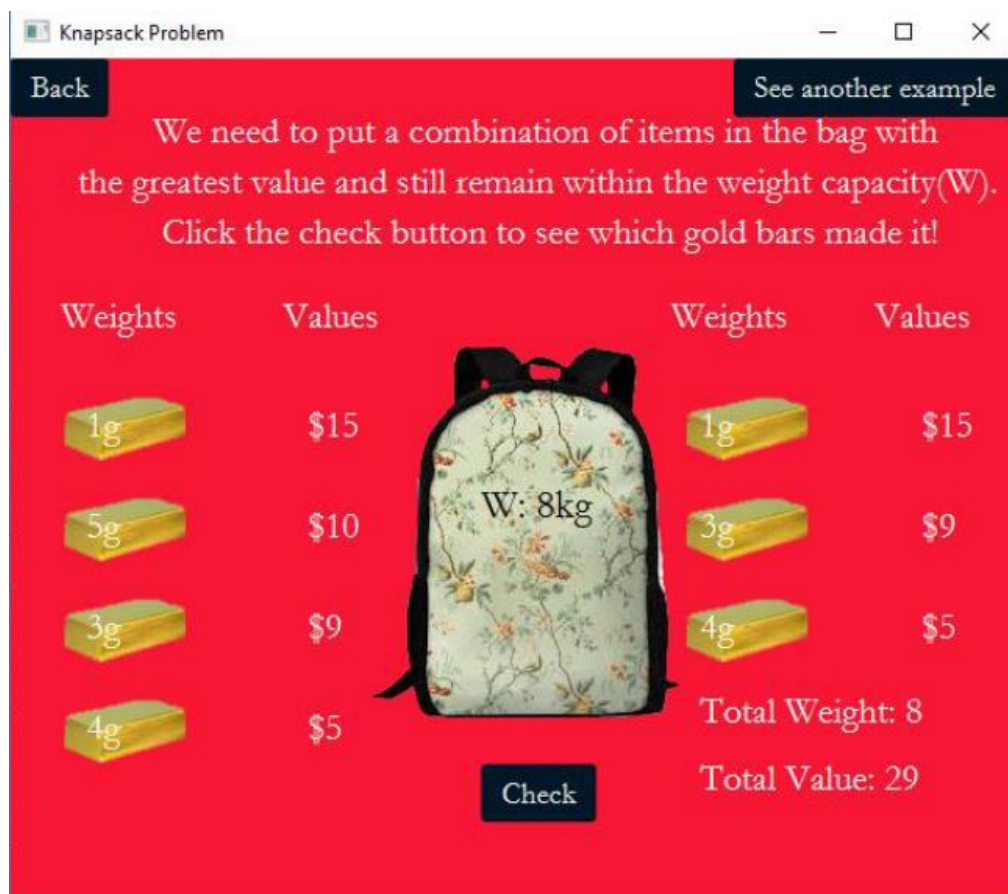 Knapsack Problem
Back
See another example
We need to put a combination of items in the bag with
the greatest value and still remain within the weight capacity(W).
Click the check button to see which gold bars made it!
Weights Values Weights Values
1g $15 1g $15
5g $10 W: 8kg 3g $9
3g $9 4g $5
4g $5 Total Weight: 8
Check Total Value: 29